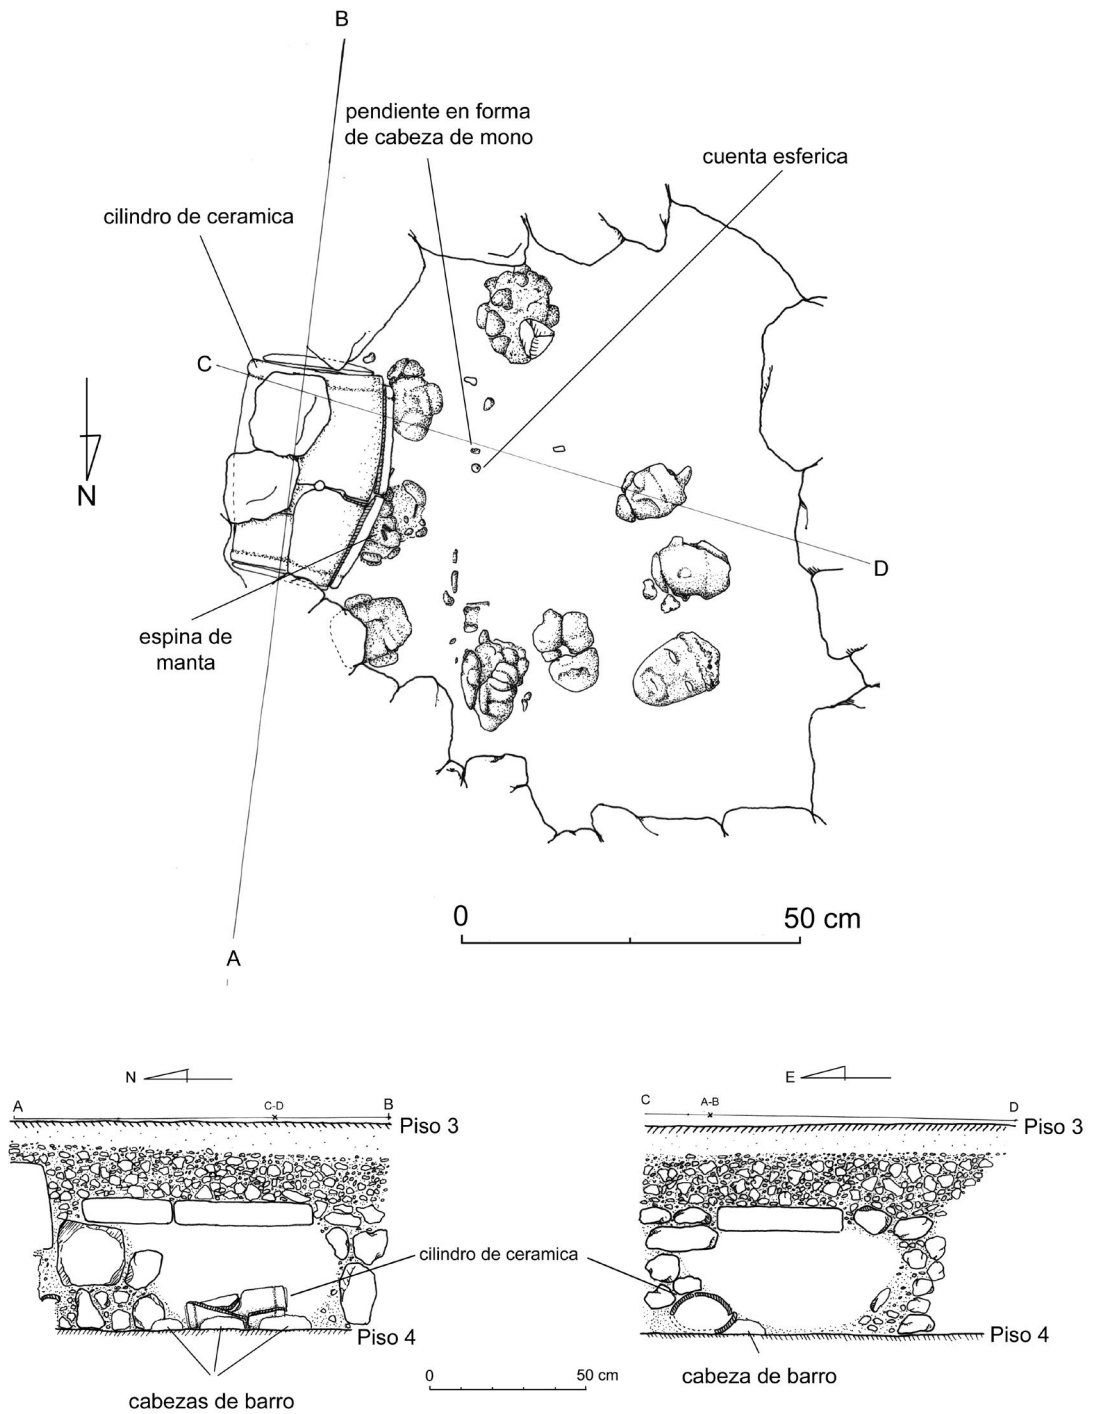 B
pendiente en forma
de cabeza de mono
cuenta esferica
cilindro de ceramica
C
N
D
espina de
manta
0 50 cm
A
N
E
A C-D B
Piso 3
C A-B D
Piso 3
cilindro de ceramica
Piso 4
Piso 4
cabezas de barro
0 50 cm
cabeza de barro